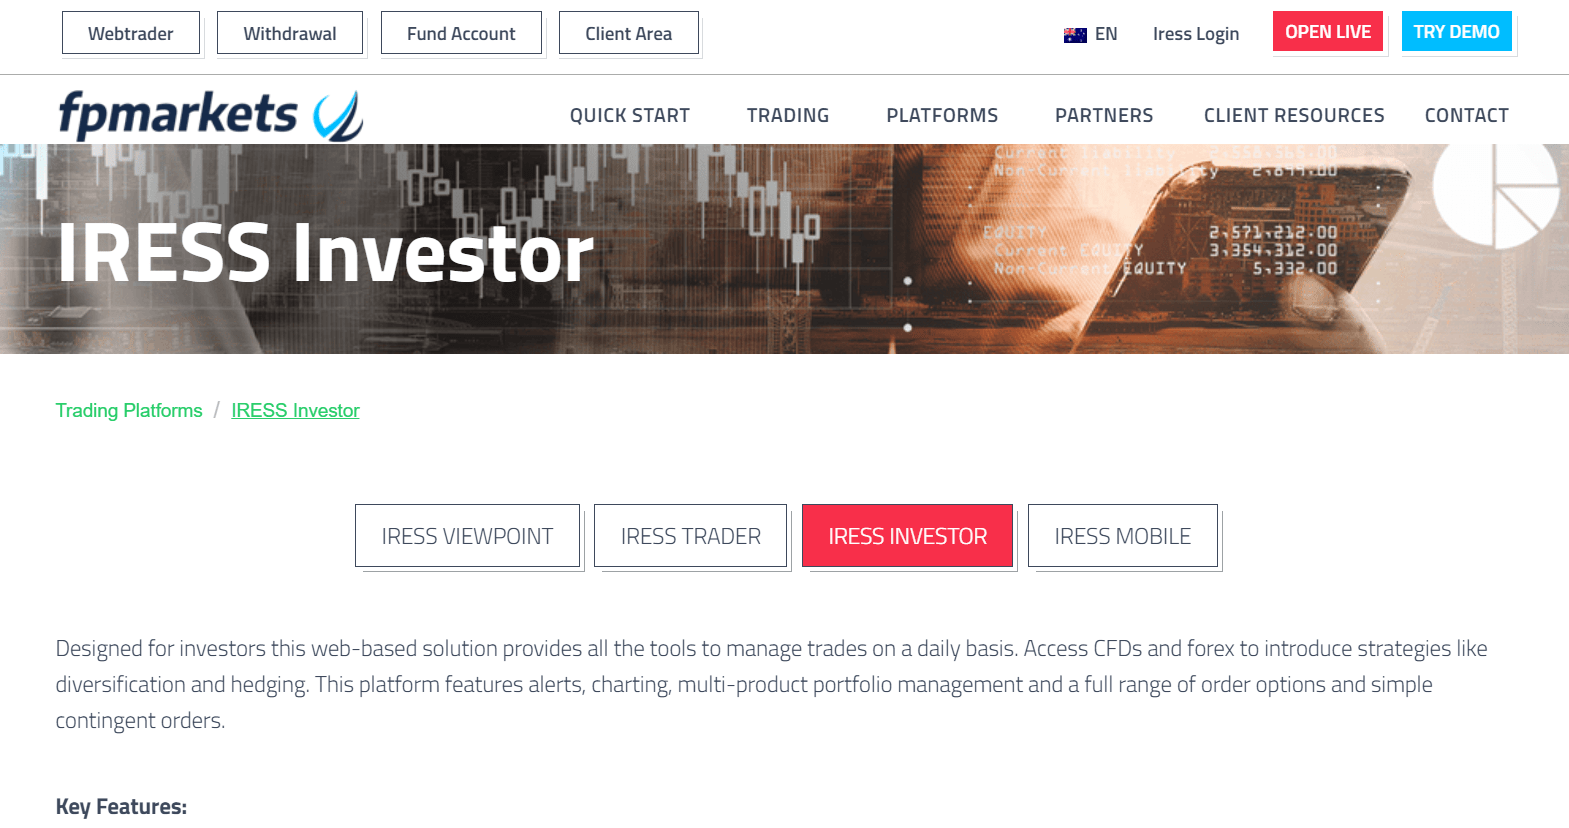 Webtrader
Withdrawal
Fund Account
Client Area
EN
Iress Login
OPEN LIVE
TRY DEMO
fpmarkets
QUICK START
TRADING
PLATFORMS
PARTNERS
CLIENT RESOURCES
CONTACT
Current liability 2,558,565.00
Non-Current liability 2,899.00
IRESS Investor
EQUITY 2,571,212.00
Current EQUITY 3,354,312.00
Non-Current EQUITY 5,332.00
Trading Platforms / IRESS Investor
IRESS VIEWPOINT
IRESS TRADER
IRESS INVESTOR
IRESS MOBILE
Designed for investors this web-based solution provides all the tools to manage trades on a daily basis. Access CFDs and forex to introduce strategies like
diversification and hedging. This platform features alerts, charting, multi-product portfolio management and a full range of order options and simple
contingent orders.
Key Features: